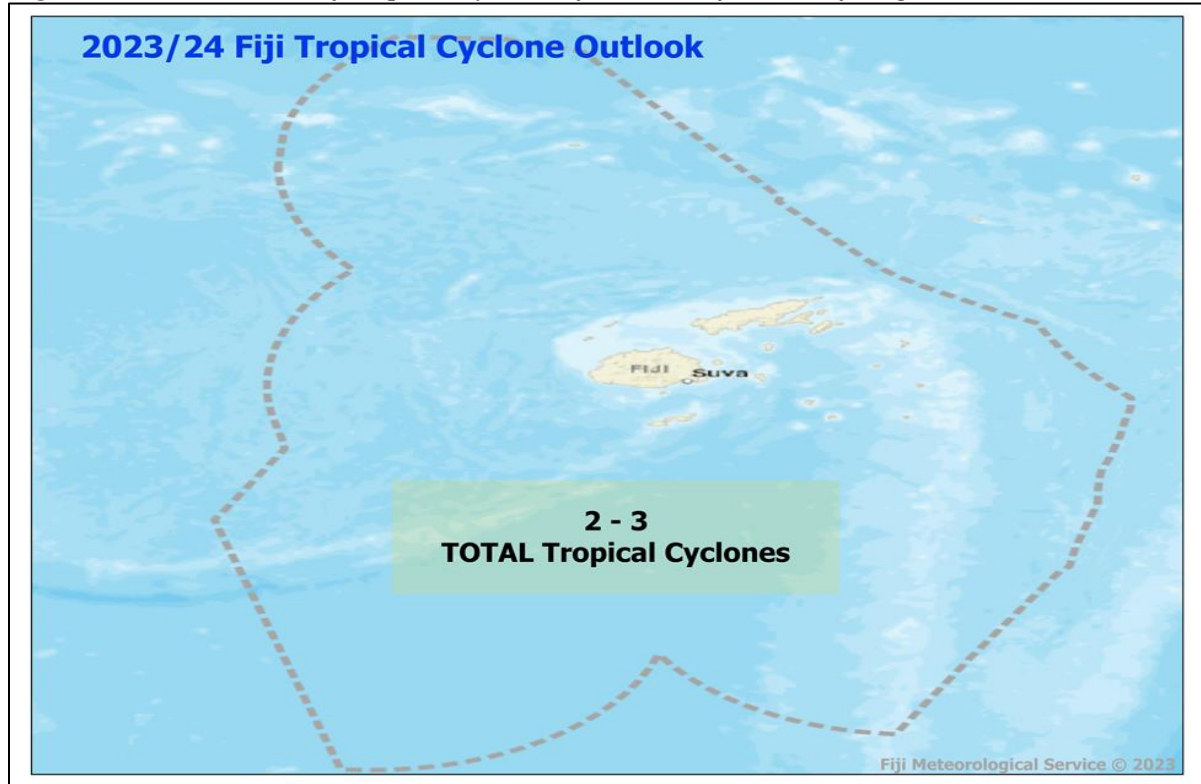 2023/24 Fiji Tropical Cyclone Outlook
FIJI
Suva
2 - 3
TOTAL Tropical Cyclones
Fiji Meteorological Service © 2023